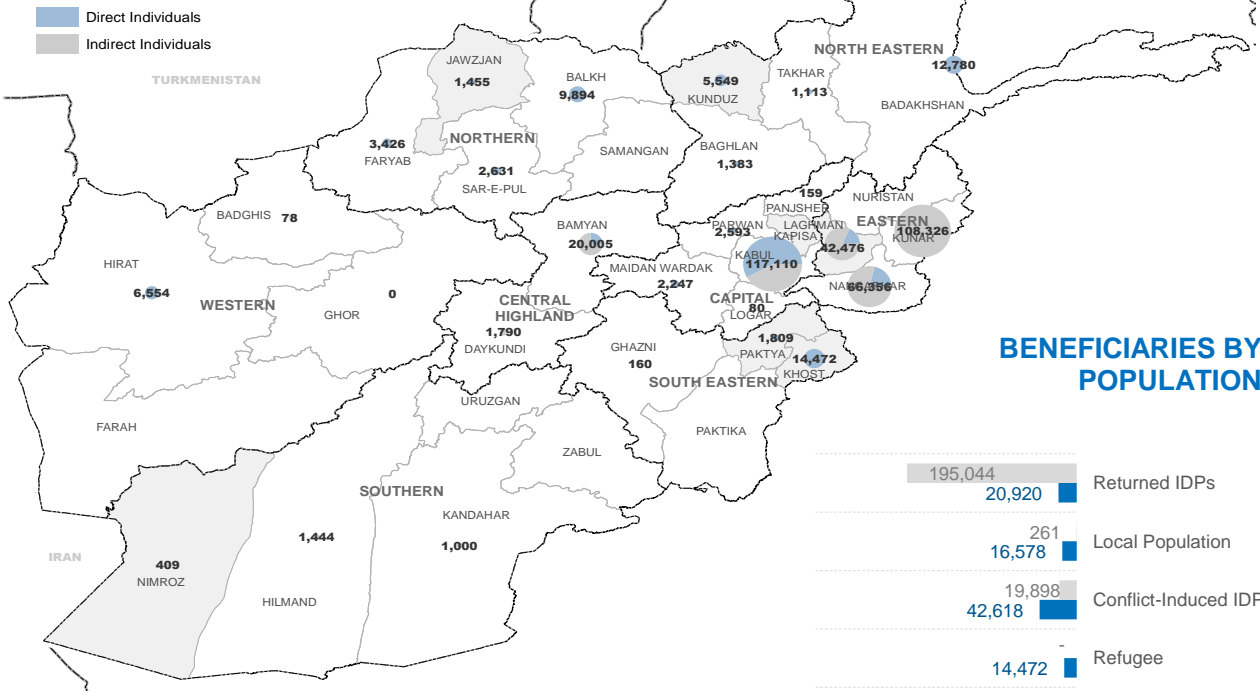 Direct Individuals
Indirect Individuals
TURKMENISTAN
JAWZJAN
1,455
BALKH
9,894
5,549
KUNDUZ
TAKHAR
1,113
NORTH EASTERN
12,780
BADAKHSHAN
3,426
FARYAB
NORTHERN
2,631
SAR-E-PUL
SAMANGAN
BAGHLAN
1,383
BADGHIS 78
BAMYAN
20,005
159
PANJSHER
NURISTAN
PARWAN
2,593
LAGHMAN
KAPISA
EASTERN
108,326
KUNAR
42,476
KABUL
117,110
HIRAT
6,554
WESTERN
0
GHOR
MAIDAN WARDAK
2,247
66,356
CENTRAL
HIGHLAND
1,790
DAYKUNDI
CAPITAL
80
LOGAR
GHAZNI
160
1,809
PAKTYA
14,472
KHOST
SOUTH EASTERN
BENEFICIARIES BY
POPULATION
FARAH
URUZGAN
ZABUL
PAKTIKA
SOUTHERN
KANDAHAR
1,000
1,444
HILMAND
IRAN
409
NIMROZ
195,044
20,920
Returned IDPs
261
16,578
Local Population
19,898
42,618
Conflict-Induced IDP
-
14,472
Refugee